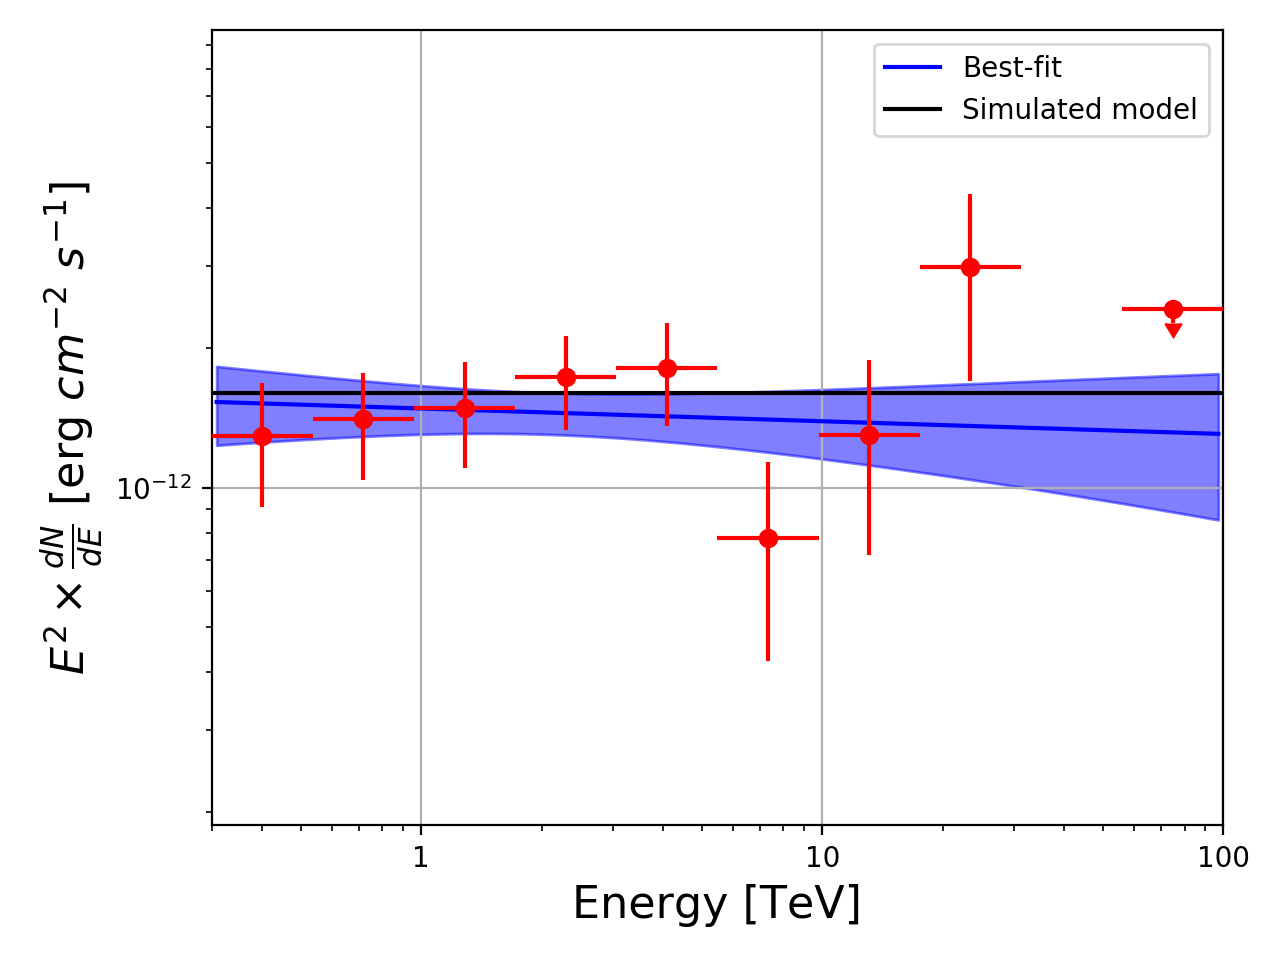 Best-fit
Simulated model
E² × dN/dE [erg cm⁻² s⁻¹]
10⁻¹²
1
10
100
Energy [TeV]